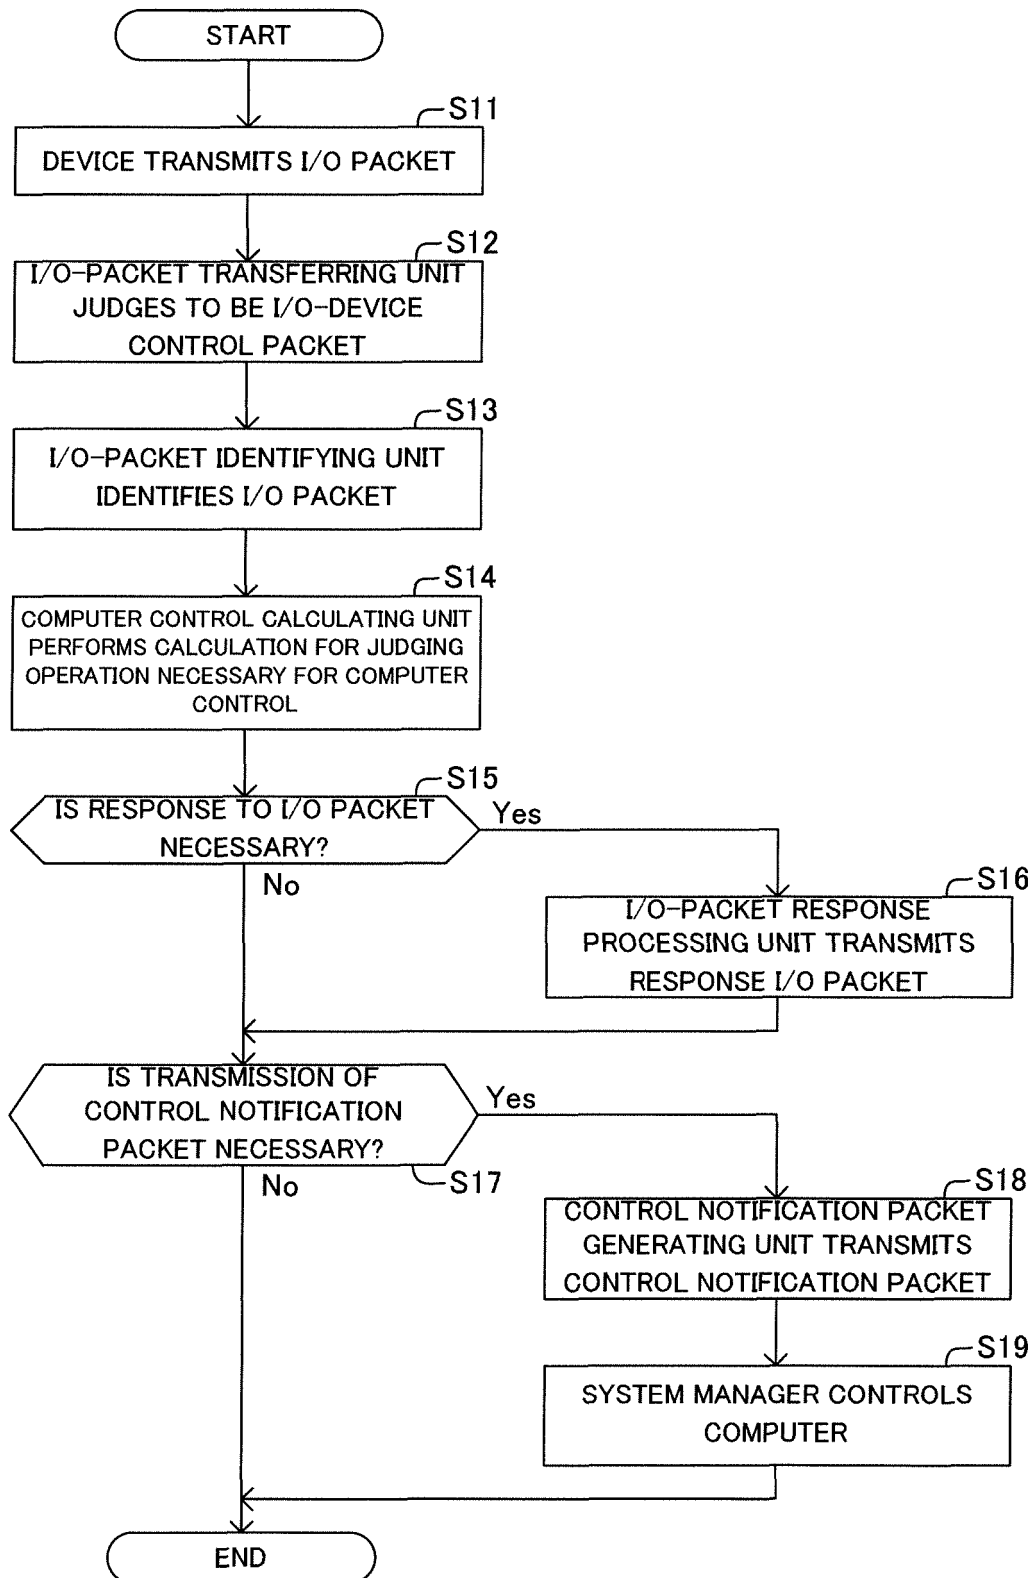 START
S11
DEVICE TRANSMITS I/O PACKET
S12
I/O-PACKET TRANSFERRING UNIT
JUDGES TO BE I/O-DEVICE
CONTROL PACKET
S13
I/O-PACKET IDENTIFYING UNIT
IDENTIFIES I/O PACKET
S14
COMPUTER CONTROL CALCULATING UNIT
PERFORMS CALCULATION FOR JUDGING
OPERATION NECESSARY FOR COMPUTER
CONTROL
S15
IS RESPONSE TO I/O PACKET
NECESSARY?
Yes
No
S16
I/O-PACKET RESPONSE
PROCESSING UNIT TRANSMITS
RESPONSE I/O PACKET
IS TRANSMISSION OF
CONTROL NOTIFICATION
PACKET NECESSARY?
Yes
No
S17
S18
CONTROL NOTIFICATION PACKET
GENERATING UNIT TRANSMITS
CONTROL NOTIFICATION PACKET
S19
SYSTEM MANAGER CONTROLS
COMPUTER
END